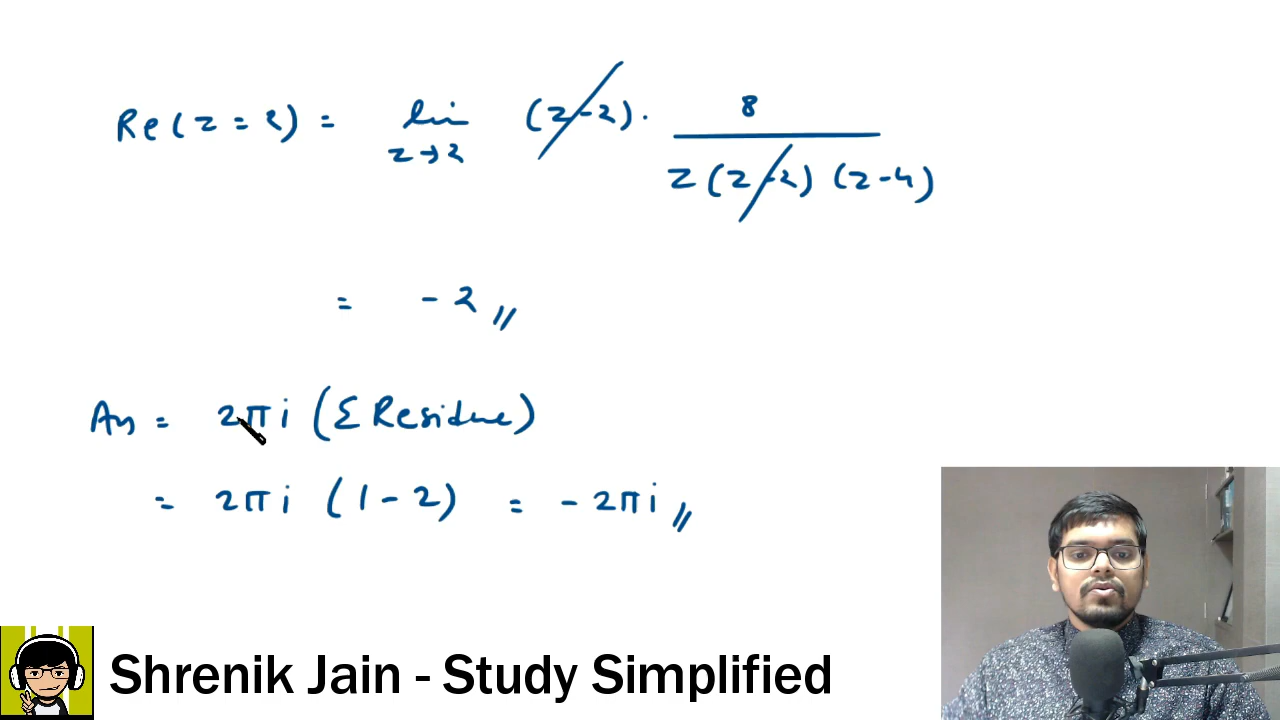 Re(z = 2) = lim (z-2) . 8
z→2 z(z-2)(z-4)
= -2 //
An = 2πi (Σ Residue)
= 2πi (1-2) = -2πi //
Shrenik Jain - Study Simplified